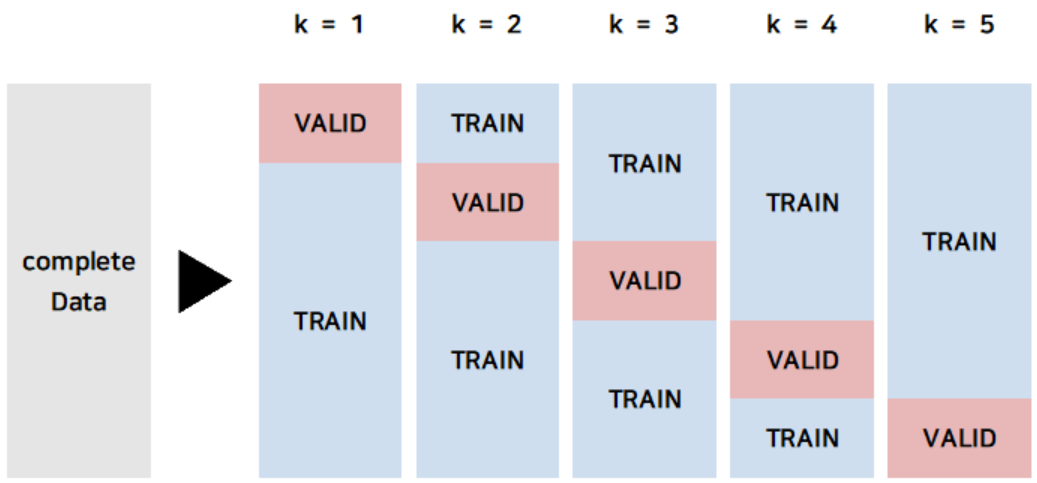 k = 1
k = 2
k = 3
k = 4
k = 5
complete
Data
VALID
TRAIN
TRAIN
VALID
TRAIN
TRAIN
VALID
TRAIN
TRAIN
VALID
TRAIN
TRAIN
VALID